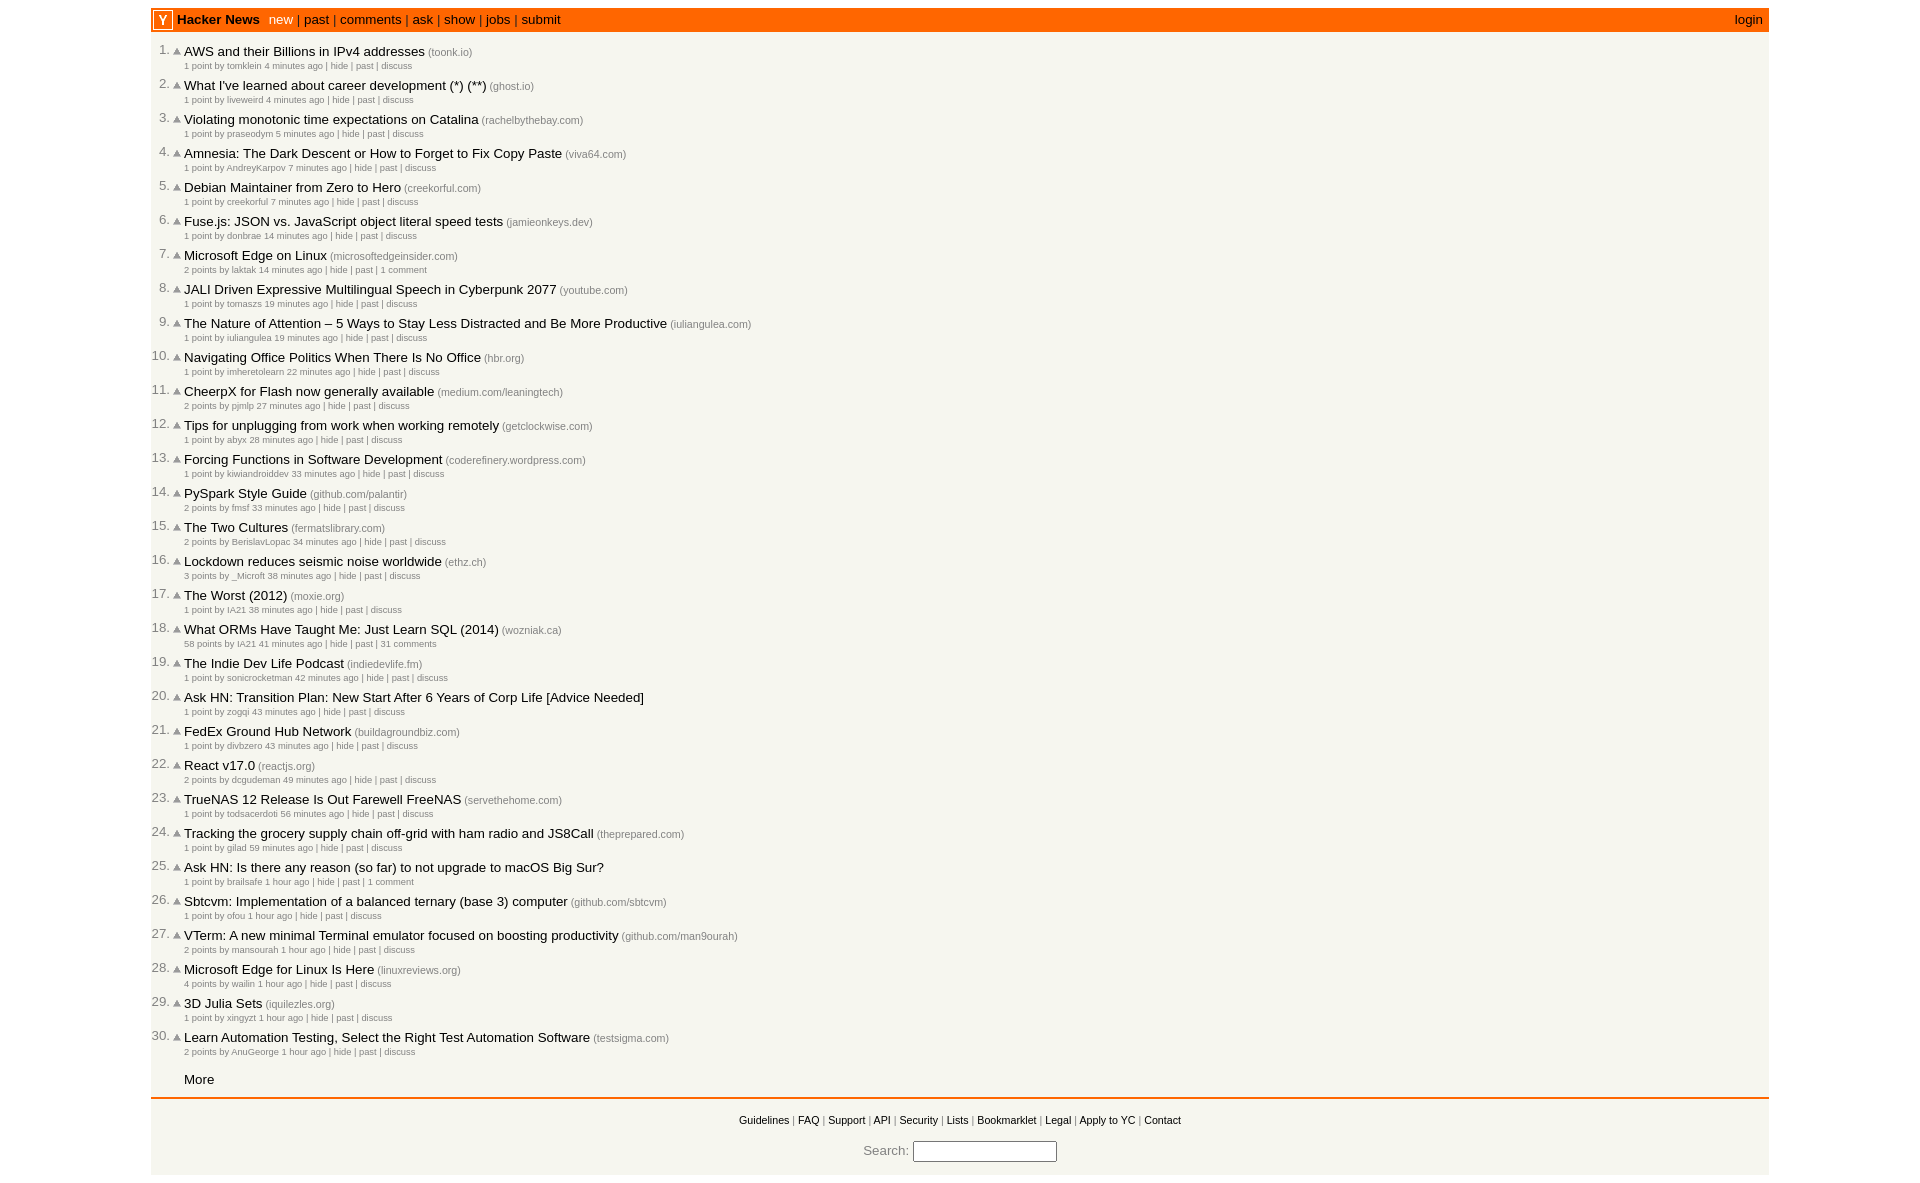 Y Hacker News new | past | comments | ask | show | jobs | submit login
1. AWS and their Billions in IPv4 addresses (toonk.io)
1 point by tomklein 4 minutes ago | hide | past | discuss
2. What I've learned about career development (*) (**) (ghost.io)
1 point by liveweird 4 minutes ago | hide | past | discuss
3. Violating monotonic time expectations on Catalina (rachelbythebay.com)
1 point by praseodym 5 minutes ago | hide | past | discuss
4. Amnesia: The Dark Descent or How to Forget to Fix Copy Paste (viva64.com)
1 point by AndreyKarpov 7 minutes ago | hide | past | discuss
5. Debian Maintainer from Zero to Hero (creekorful.com)
1 point by creekorful 7 minutes ago | hide | past | discuss
6. Fuse.js: JSON vs. JavaScript object literal speed tests (jamieonkeys.dev)
1 point by donbrae 14 minutes ago | hide | past | discuss
7. Microsoft Edge on Linux (microsoftedgeinsider.com)
2 points by laktak 14 minutes ago | hide | past | 1 comment
8. JALI Driven Expressive Multilingual Speech in Cyberpunk 2077 (youtube.com)
1 point by tomaszs 19 minutes ago | hide | past | discuss
9. The Nature of Attention – 5 Ways to Stay Less Distracted and Be More Productive (iuliangulea.com)
1 point by iuliangulea 19 minutes ago | hide | past | discuss
10. Navigating Office Politics When There Is No Office (hbr.org)
1 point by imheretolearn 22 minutes ago | hide | past | discuss
11. CheerpX for Flash now generally available (medium.com/leaningtech)
2 points by pjmlp 27 minutes ago | hide | past | discuss
12. Tips for unplugging from work when working remotely (getclockwise.com)
1 point by abyx 28 minutes ago | hide | past | discuss
13. Forcing Functions in Software Development (coderefinery.wordpress.com)
1 point by kiwiandroiddev 33 minutes ago | hide | past | discuss
14. PySpark Style Guide (github.com/palantir)
2 points by fmsf 33 minutes ago | hide | past | discuss
15. The Two Cultures (fermatslibrary.com)
2 points by BerislavLopac 34 minutes ago | hide | past | discuss
16. Lockdown reduces seismic noise worldwide (ethz.ch)
3 points by _Microft 38 minutes ago | hide | past | discuss
17. The Worst (2012) (moxie.org)
1 point by IA21 38 minutes ago | hide | past | discuss
18. What ORMs Have Taught Me: Just Learn SQL (2014) (wozniak.ca)
58 points by IA21 41 minutes ago | hide | past | 31 comments
19. The Indie Dev Life Podcast (indiedevlife.fm)
1 point by sonicrocketman 42 minutes ago | hide | past | discuss
20. Ask HN: Transition Plan: New Start After 6 Years of Corp Life [Advice Needed]
1 point by zogqi 43 minutes ago | hide | past | discuss
21. FedEx Ground Hub Network (buildagroundbiz.com)
1 point by divbzero 43 minutes ago | hide | past | discuss
22. React v17.0 (reactjs.org)
2 points by dcgudeman 49 minutes ago | hide | past | discuss
23. TrueNAS 12 Release Is Out Farewell FreeNAS (servethehome.com)
1 point by todsacerdoti 56 minutes ago | hide | past | discuss
24. Tracking the grocery supply chain off-grid with ham radio and JS8Call (theprepared.com)
1 point by gilad 59 minutes ago | hide | past | discuss
25. Ask HN: Is there any reason (so far) to not upgrade to macOS Big Sur?
1 point by brailsafe 1 hour ago | hide | past | 1 comment
26. Sbtcvm: Implementation of a balanced ternary (base 3) computer (github.com/sbtcvm)
1 point by ofou 1 hour ago | hide | past | discuss
27. VTerm: A new minimal Terminal emulator focused on boosting productivity (github.com/man9ourah)
2 points by mansourah 1 hour ago | hide | past | discuss
28. Microsoft Edge for Linux Is Here (linuxreviews.org)
4 points by wailin 1 hour ago | hide | past | discuss
29. 3D Julia Sets (iquilezles.org)
1 point by xingyzt 1 hour ago | hide | past | discuss
30. Learn Automation Testing, Select the Right Test Automation Software (testsigma.com)
2 points by AnuGeorge 1 hour ago | hide | past | discuss
More
Guidelines | FAQ | Support | API | Security | Lists | Bookmarklet | Legal | Apply to YC | Contact
Search: